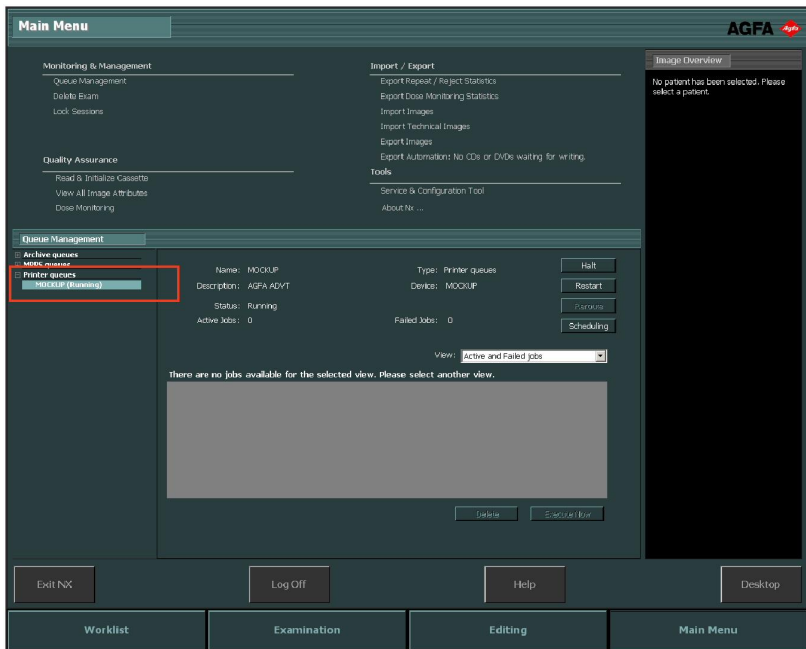 Main Menu
AGFA
Agfa
Monitoring & Management
Queue Management
Delete Exam
Lock Sessions
Quality Assurance
Read & Initialize Cassette
View All Image Attributes
Dose Monitoring
Import / Export
Export Repeat / Reject Statistics
Export Dose Monitoring Statistics
Import Images
Import Technical Images
Export Images
Export Automation: No CDs or DVDs waiting for writing.
Tools
Service & Configuration Tool
About Nx ...
Image Overview
No patient has been selected. Please
select a patient.
Queue Management
Archive queues
MPPS queues
Printer queues
MOCKUP (Running)
Name: MOCKUP
Type: Printer queues
Halt
Description: AGFA ADVT
Device: MOCKUP
Restart
Status: Running
Reroute
Active Jobs: 0
Failed Jobs: 0
Scheduling
View: Active and Failed jobs
There are no jobs available for the selected view. Please select another view.
Delete
Execute Now
Exit NX
Log Off
Help
Desktop
Worklist
Examination
Editing
Main Menu